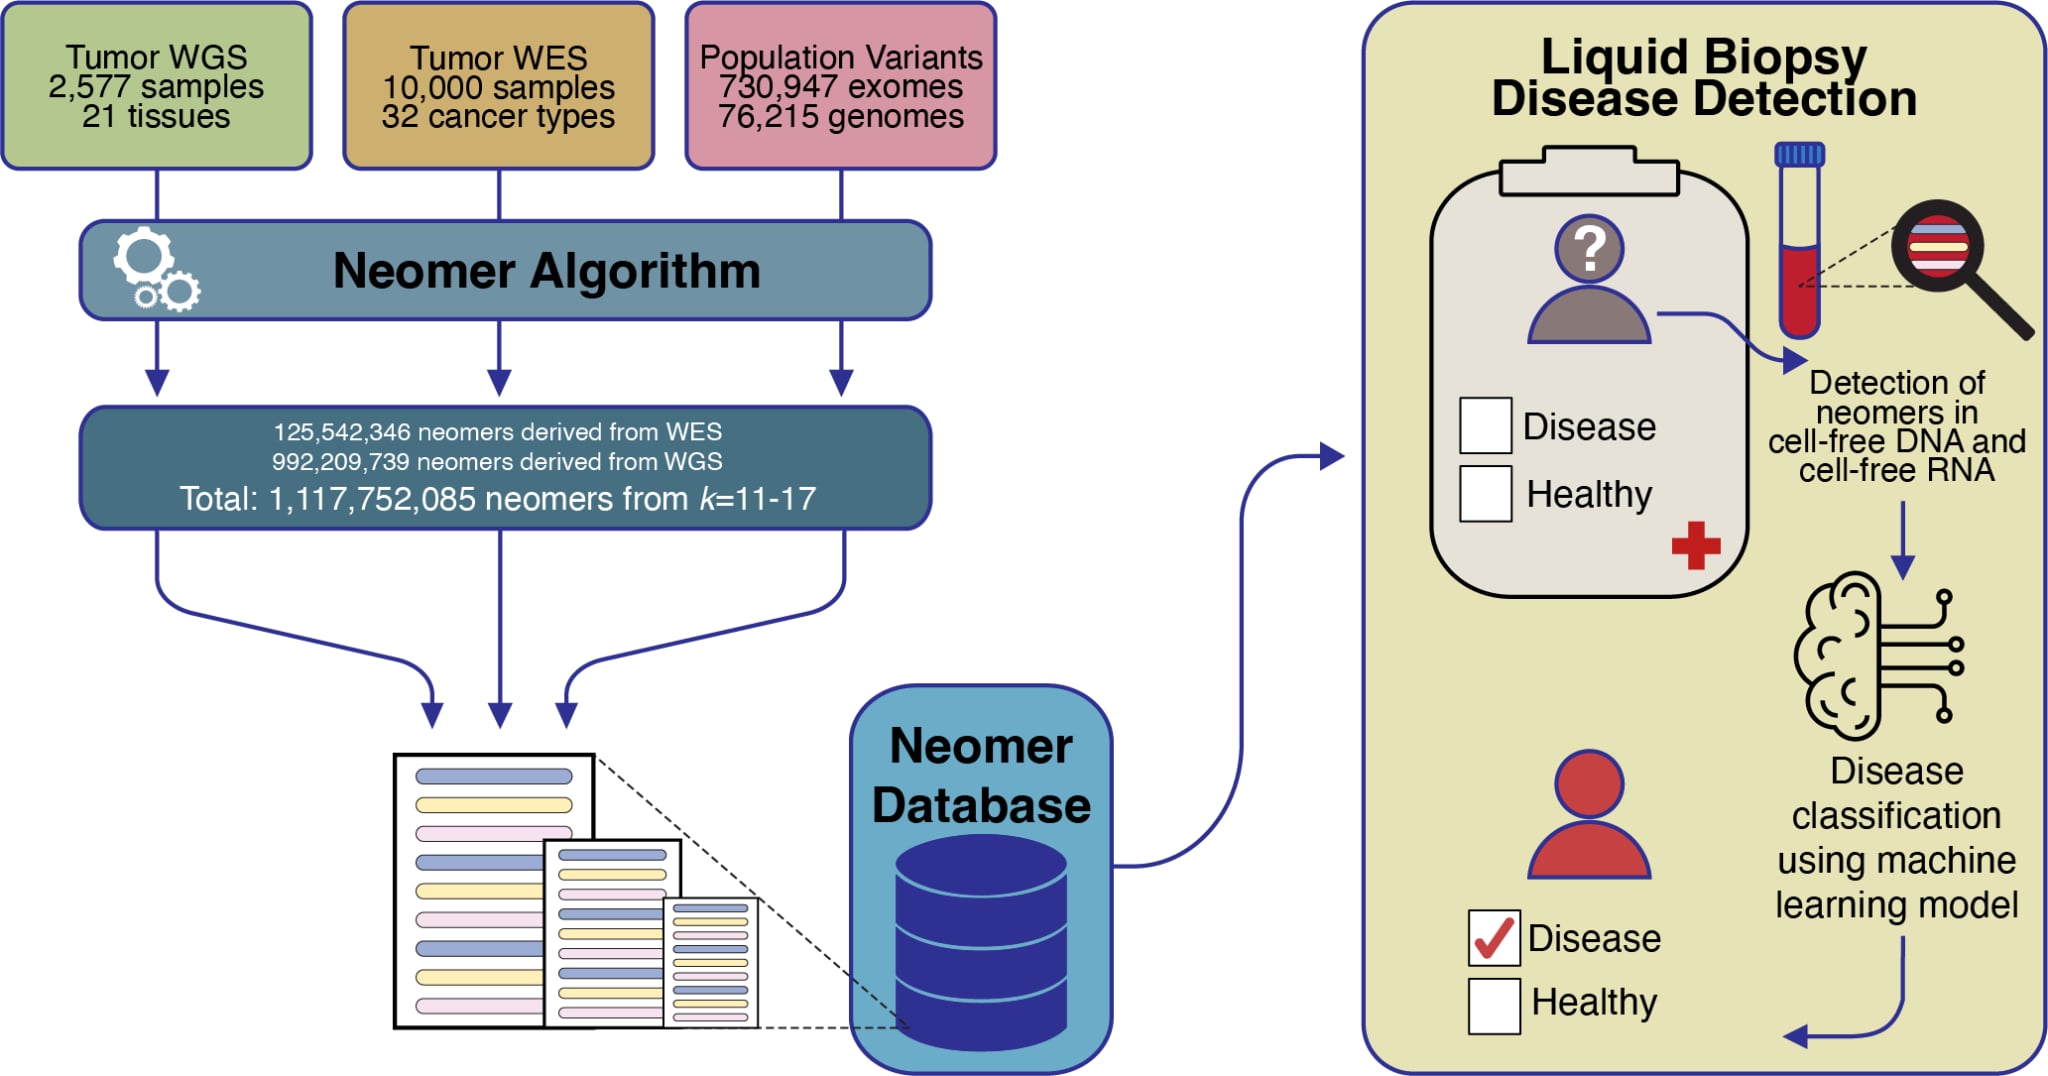 Tumor WGS
2,577 samples
21 tissues
Tumor WES
10,000 samples
32 cancer types
Population Variants
730,947 exomes
76,215 genomes
Neomer Algorithm
125,542,346 neomers derived from WES
992,209,739 neomers derived from WGS
Total: 1,117,752,085 neomers from k=11-17
Neomer
Database
Liquid Biopsy
Disease Detection
?
Disease
Healthy
Detection of
neomers in
cell-free DNA and
cell-free RNA
Disease
classification
using machine
learning model
Disease
Healthy